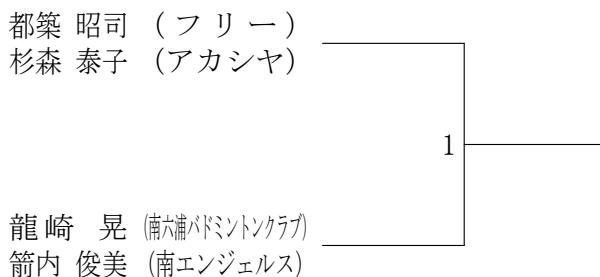 都築 昭司 (フリー)
杉森 泰子 (アカシヤ)
1
龍崎 晃 (南六浦バドミントンクラブ)
箭内 俊美 (南エンジェルス)